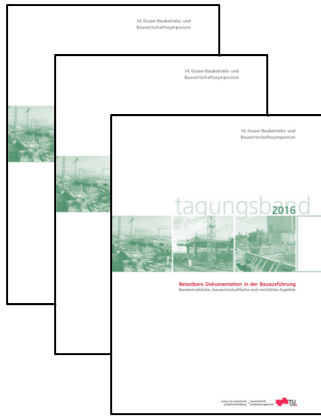 14. Grazer Baubetriebs- und
Bauwirtschaftssymposium
14. Grazer Baubetriebs- und
Bauwirtschaftssymposium
14. Grazer Baubetriebs- und
Bauwirtschaftssymposium
tagungsband
2016
Belastbare Dokumentation in der Bauausführung
Baubetriebliche, bauwirtschaftliche und rechtliche Aspekte
TU